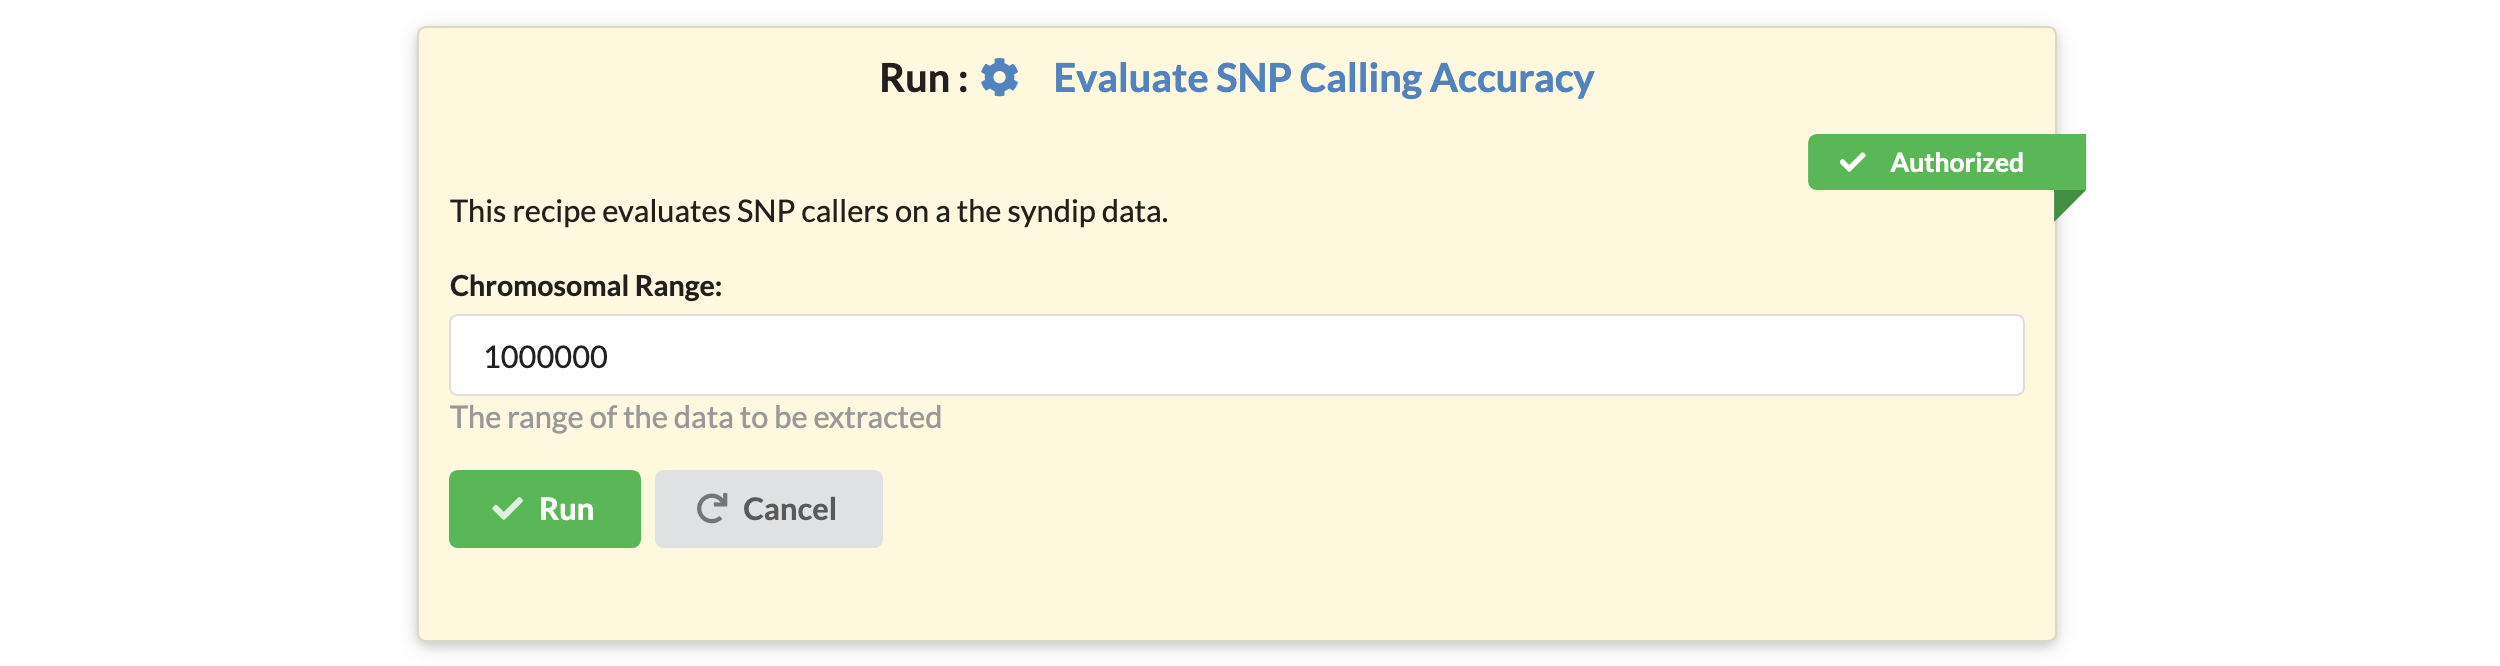 Run : Evaluate SNP Calling Accuracy
Authorized
This recipe evaluates SNP callers on a the syndip data.
Chromosomal Range:
1000000
The range of the data to be extracted
Run Cancel